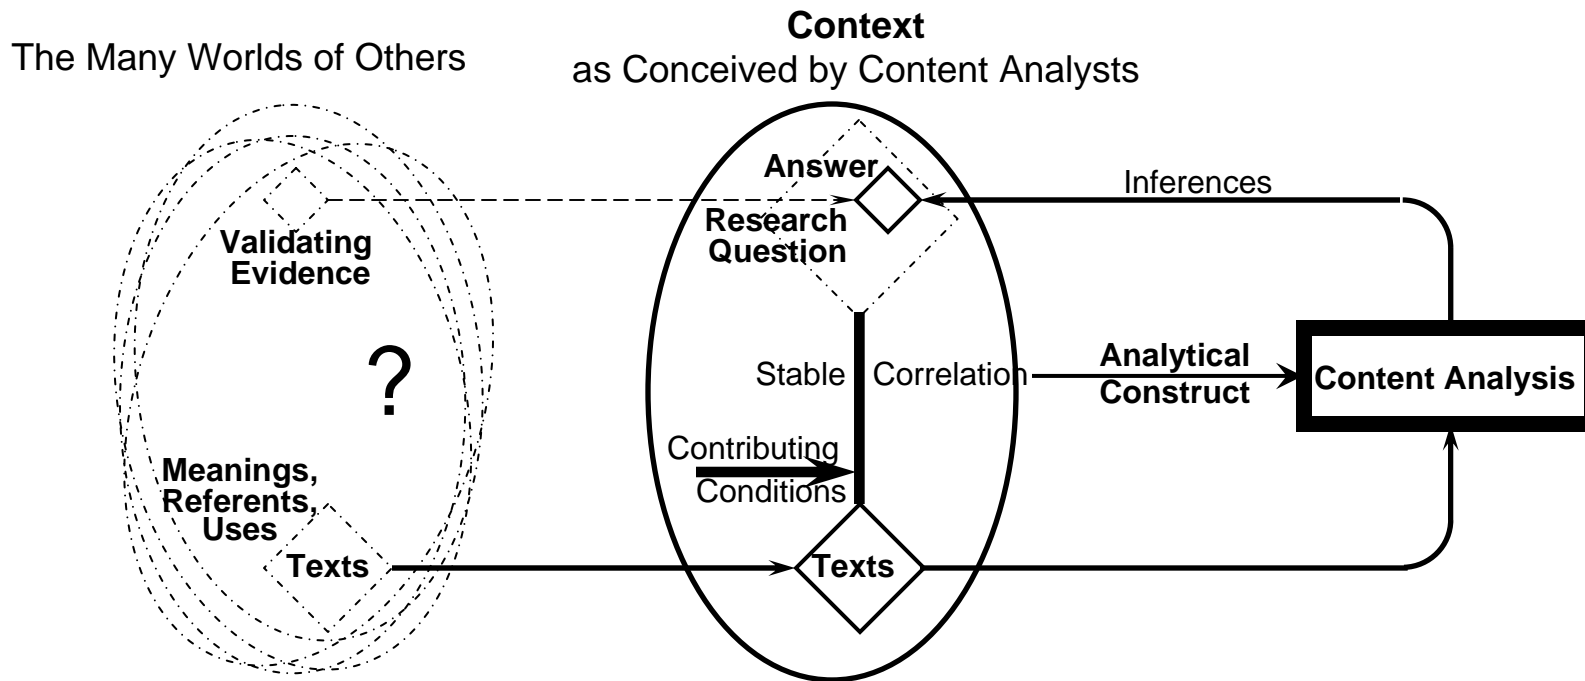 The Many Worlds of Others
Context
as Conceived by Content Analysts
Answer
Inferences
Research
Question
Validating
Evidence
?
Stable Correlation
Analytical
Construct
Content Analysis
Contributing
Conditions
Meanings,
Referents,
Uses
Texts
Texts